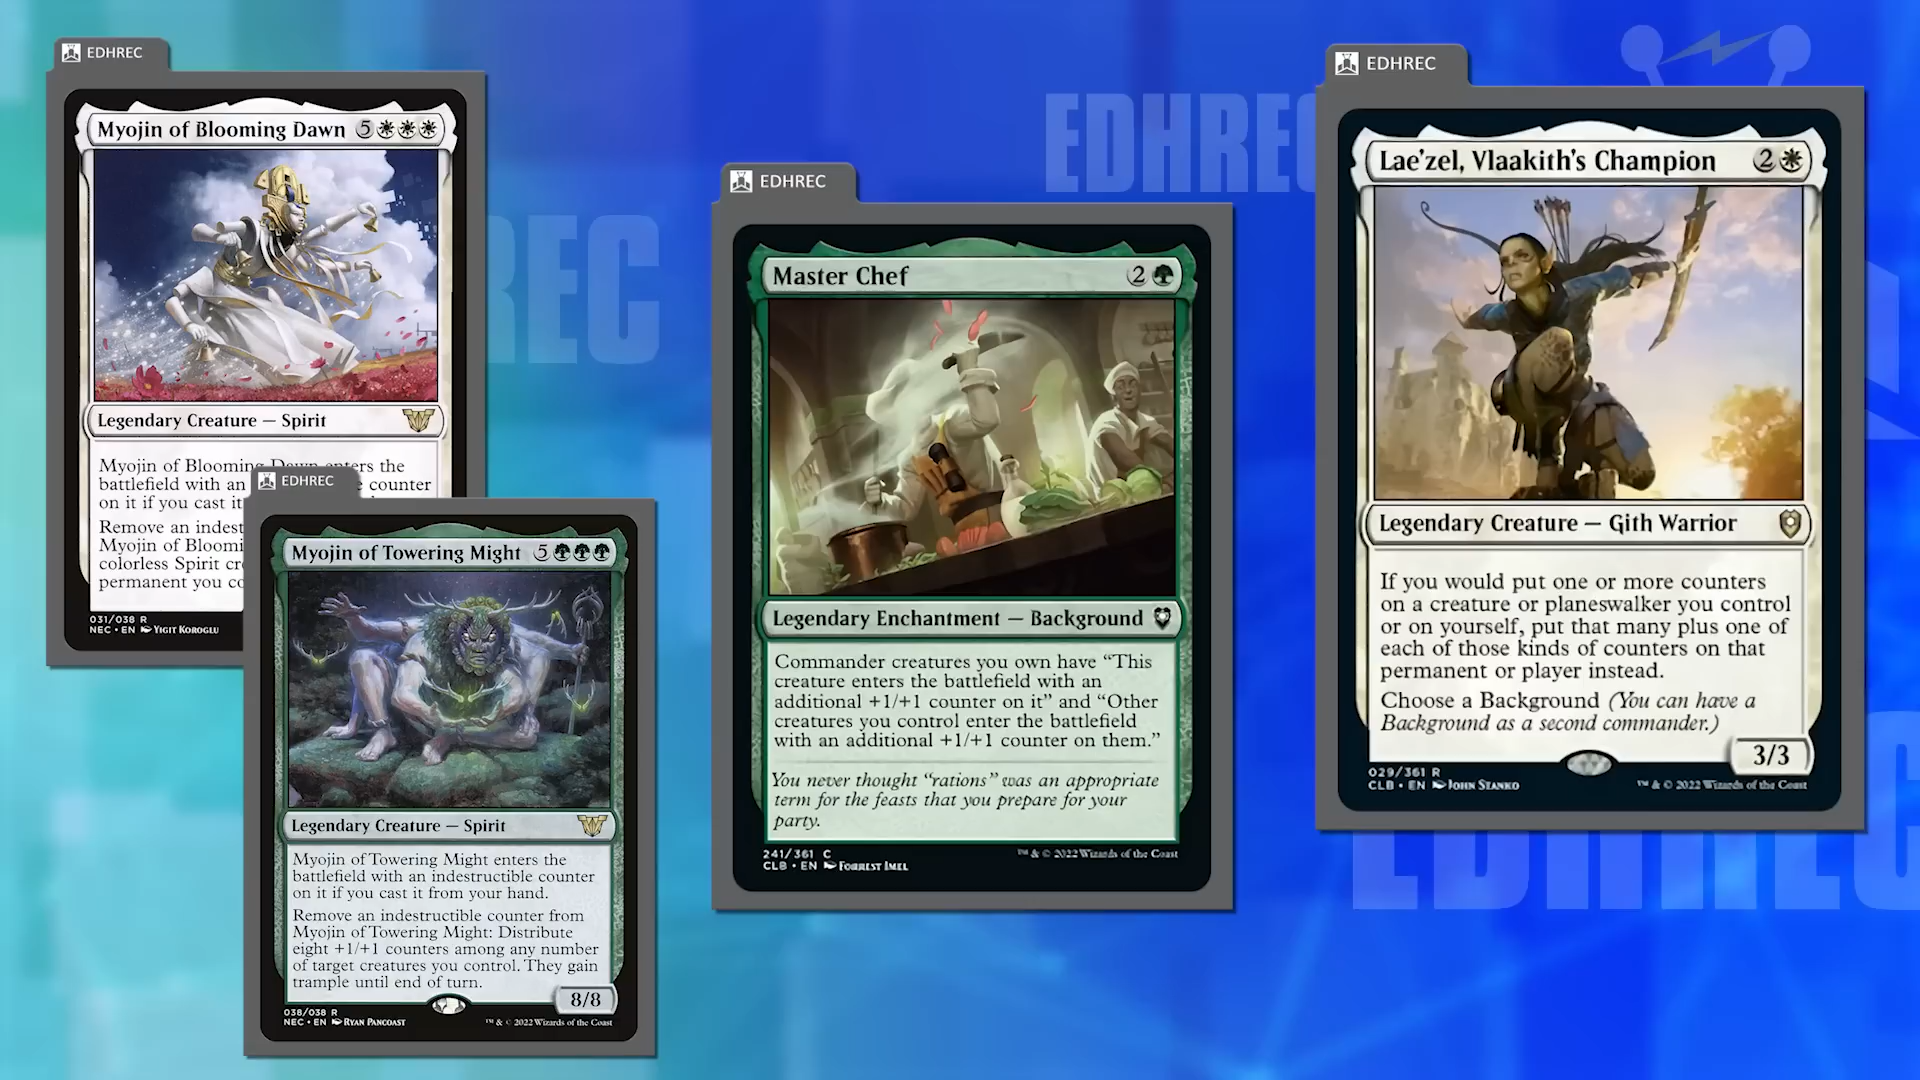 EDHREC
Myojin of Blooming Dawn 5
Legendary Creature — Spirit
Myojin of Blooming Dawn enters the
battlefield with an counter
on it if you cast it
Remove an indest
Myojin of Bloomi
colorless Spirit cr
permanent you co
031/038 R
NEC • EN YIGIT KOROGLU
EDHREC
Myojin of Towering Might 5
Legendary Creature — Spirit
Myojin of Towering Might enters the
battlefield with an indestructible counter
on it if you cast it from your hand.
Remove an indestructible counter from
Myojin of Towering Might: Distribute
eight +1/+1 counters among any number
of target creatures you control. They gain
trample until end of turn.
8/8
038/038 R
NEC • EN RYAN PANCOAST
™ & © 2022 Wizards of the Coast
EDHREC
Master Chef 2
Legendary Enchantment — Background
Commander creatures you own have “This
creature enters the battlefield with an
additional +1/+1 counter on it” and “Other
creatures you control enter the battlefield
with an additional +1/+1 counter on them.”
You never thought “rations” was an appropriate
term for the feasts that you prepare for your
party.
241/361 C
CLB • EN FORREST IMEL
™ & © 2022 Wizards of the Coast
EDHREC
Lae'zel, Vlaakith's Champion 2
Legendary Creature — Gith Warrior
If you would put one or more counters
on a creature or planeswalker you control
or on yourself, put that many plus one of
each of those kinds of counters on that
permanent or player instead.
Choose a Background (You can have a
Background as a second commander.)
3/3
029/361 R
CLB • EN JOHN STANKO
™ & © 2022 Wizards of the Coast
REC
EDHREC
EDHREC